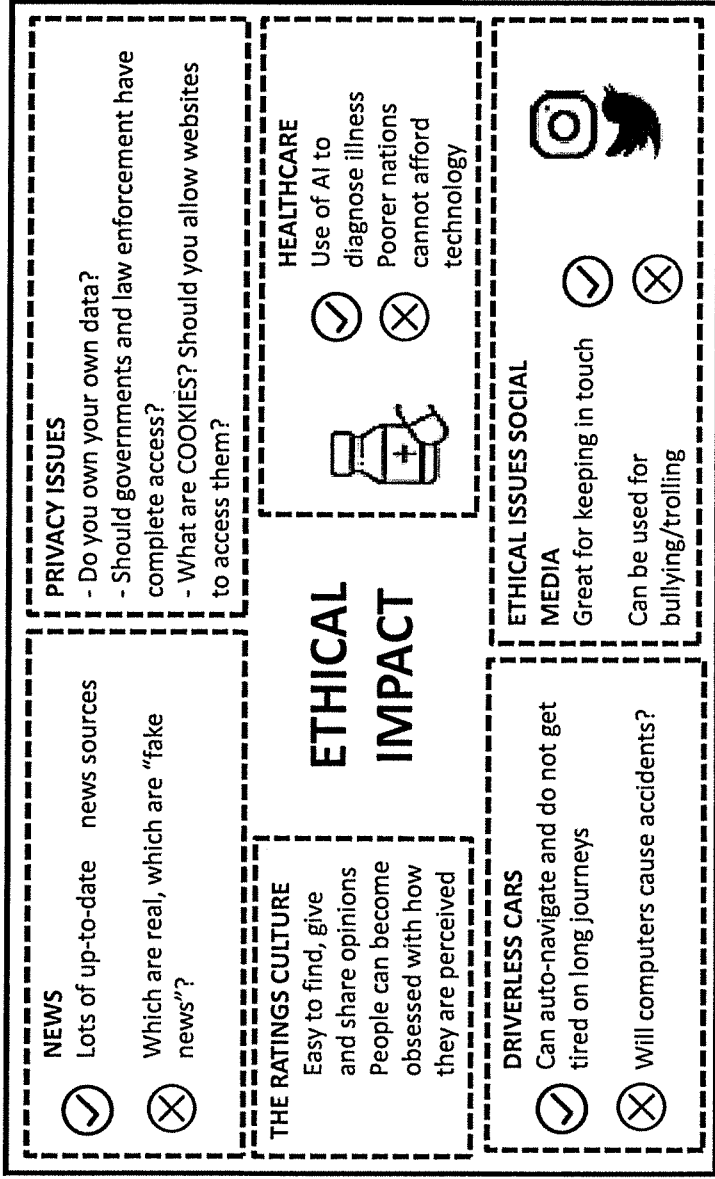 NEWS
Lots of up-to-date news sources
Which are real, which are "fake
news"?
PRIVACY ISSUES
- Do you own your own data?
- Should governments and law enforcement have
complete access?
- What are COOKIES? Should you allow websites
to access them?
THE RATINGS CULTURE
Easy to find, give
and share opinions
People can become
obsessed with how
they are perceived
ETHICAL
IMPACT
HEALTHCARE
Use of AI to
diagnose illness
Poorer nations
cannot afford
technology
DRIVERLESS CARS
Can auto-navigate and do not get
tired on long journeys
Will computers cause accidents?
ETHICAL ISSUES SOCIAL
MEDIA
Great for keeping in touch
Can be used for
bullying/trolling